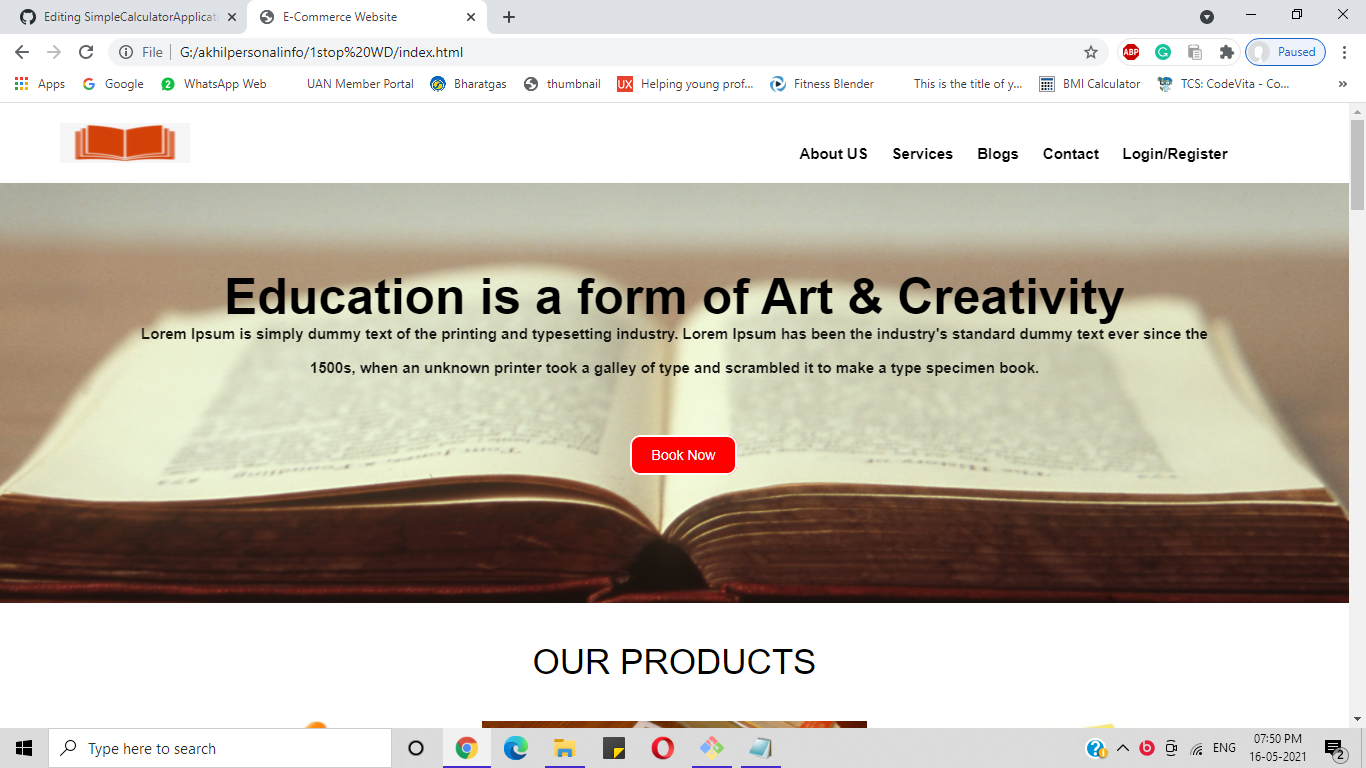 Editing SimpleCalculatorApplicat
E-Commerce Website
File
G:/akhilpersonalinfo/1stop%20WD/index.html
ABP
Paused
Apps
Google
2
WhatsApp Web
UAN Member Portal
Bharatgas
thumbnail
UX
Helping young prof...
Fitness Blender
This is the title of y...
BMI Calculator
TCS: CodeVita - Co...
»
About US
Services
Blogs
Contact
Login/Register
Education is a form of Art & Creativity
Lorem Ipsum is simply dummy text of the printing and typesetting industry. Lorem Ipsum has been the industry's standard dummy text ever since the
1500s, when an unknown printer took a galley of type and scrambled it to make a type specimen book.
Book Now
OUR PRODUCTS
Type here to search
ENG
07:50 PM
16-05-2021
2